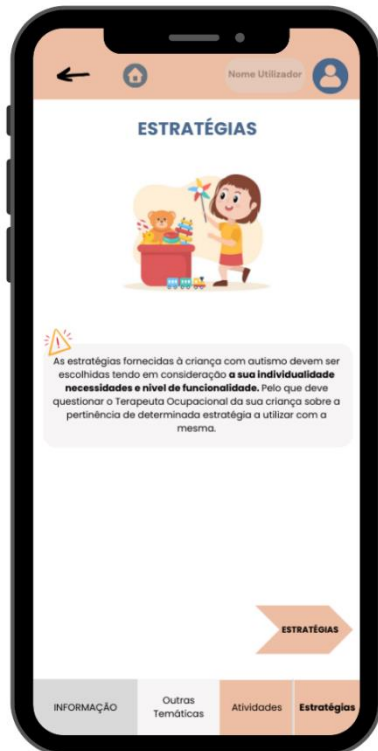 Nome Utilizador
ESTRATÉGIAS
As estratégias fornecidas à criança com autismo devem ser
escolhidas tendo em consideração a sua individualidade
necessidades e nivel de funcionalidade. Pelo que deve
questionar o Terapeuta Ocupacional da sua criança sobre a
pertinência de determinada estratégia a utilizar com a
mesma.
ESTRATÉGIAS
INFORMAÇÃO
Outras
Temáticas
Atividades
Estratégias